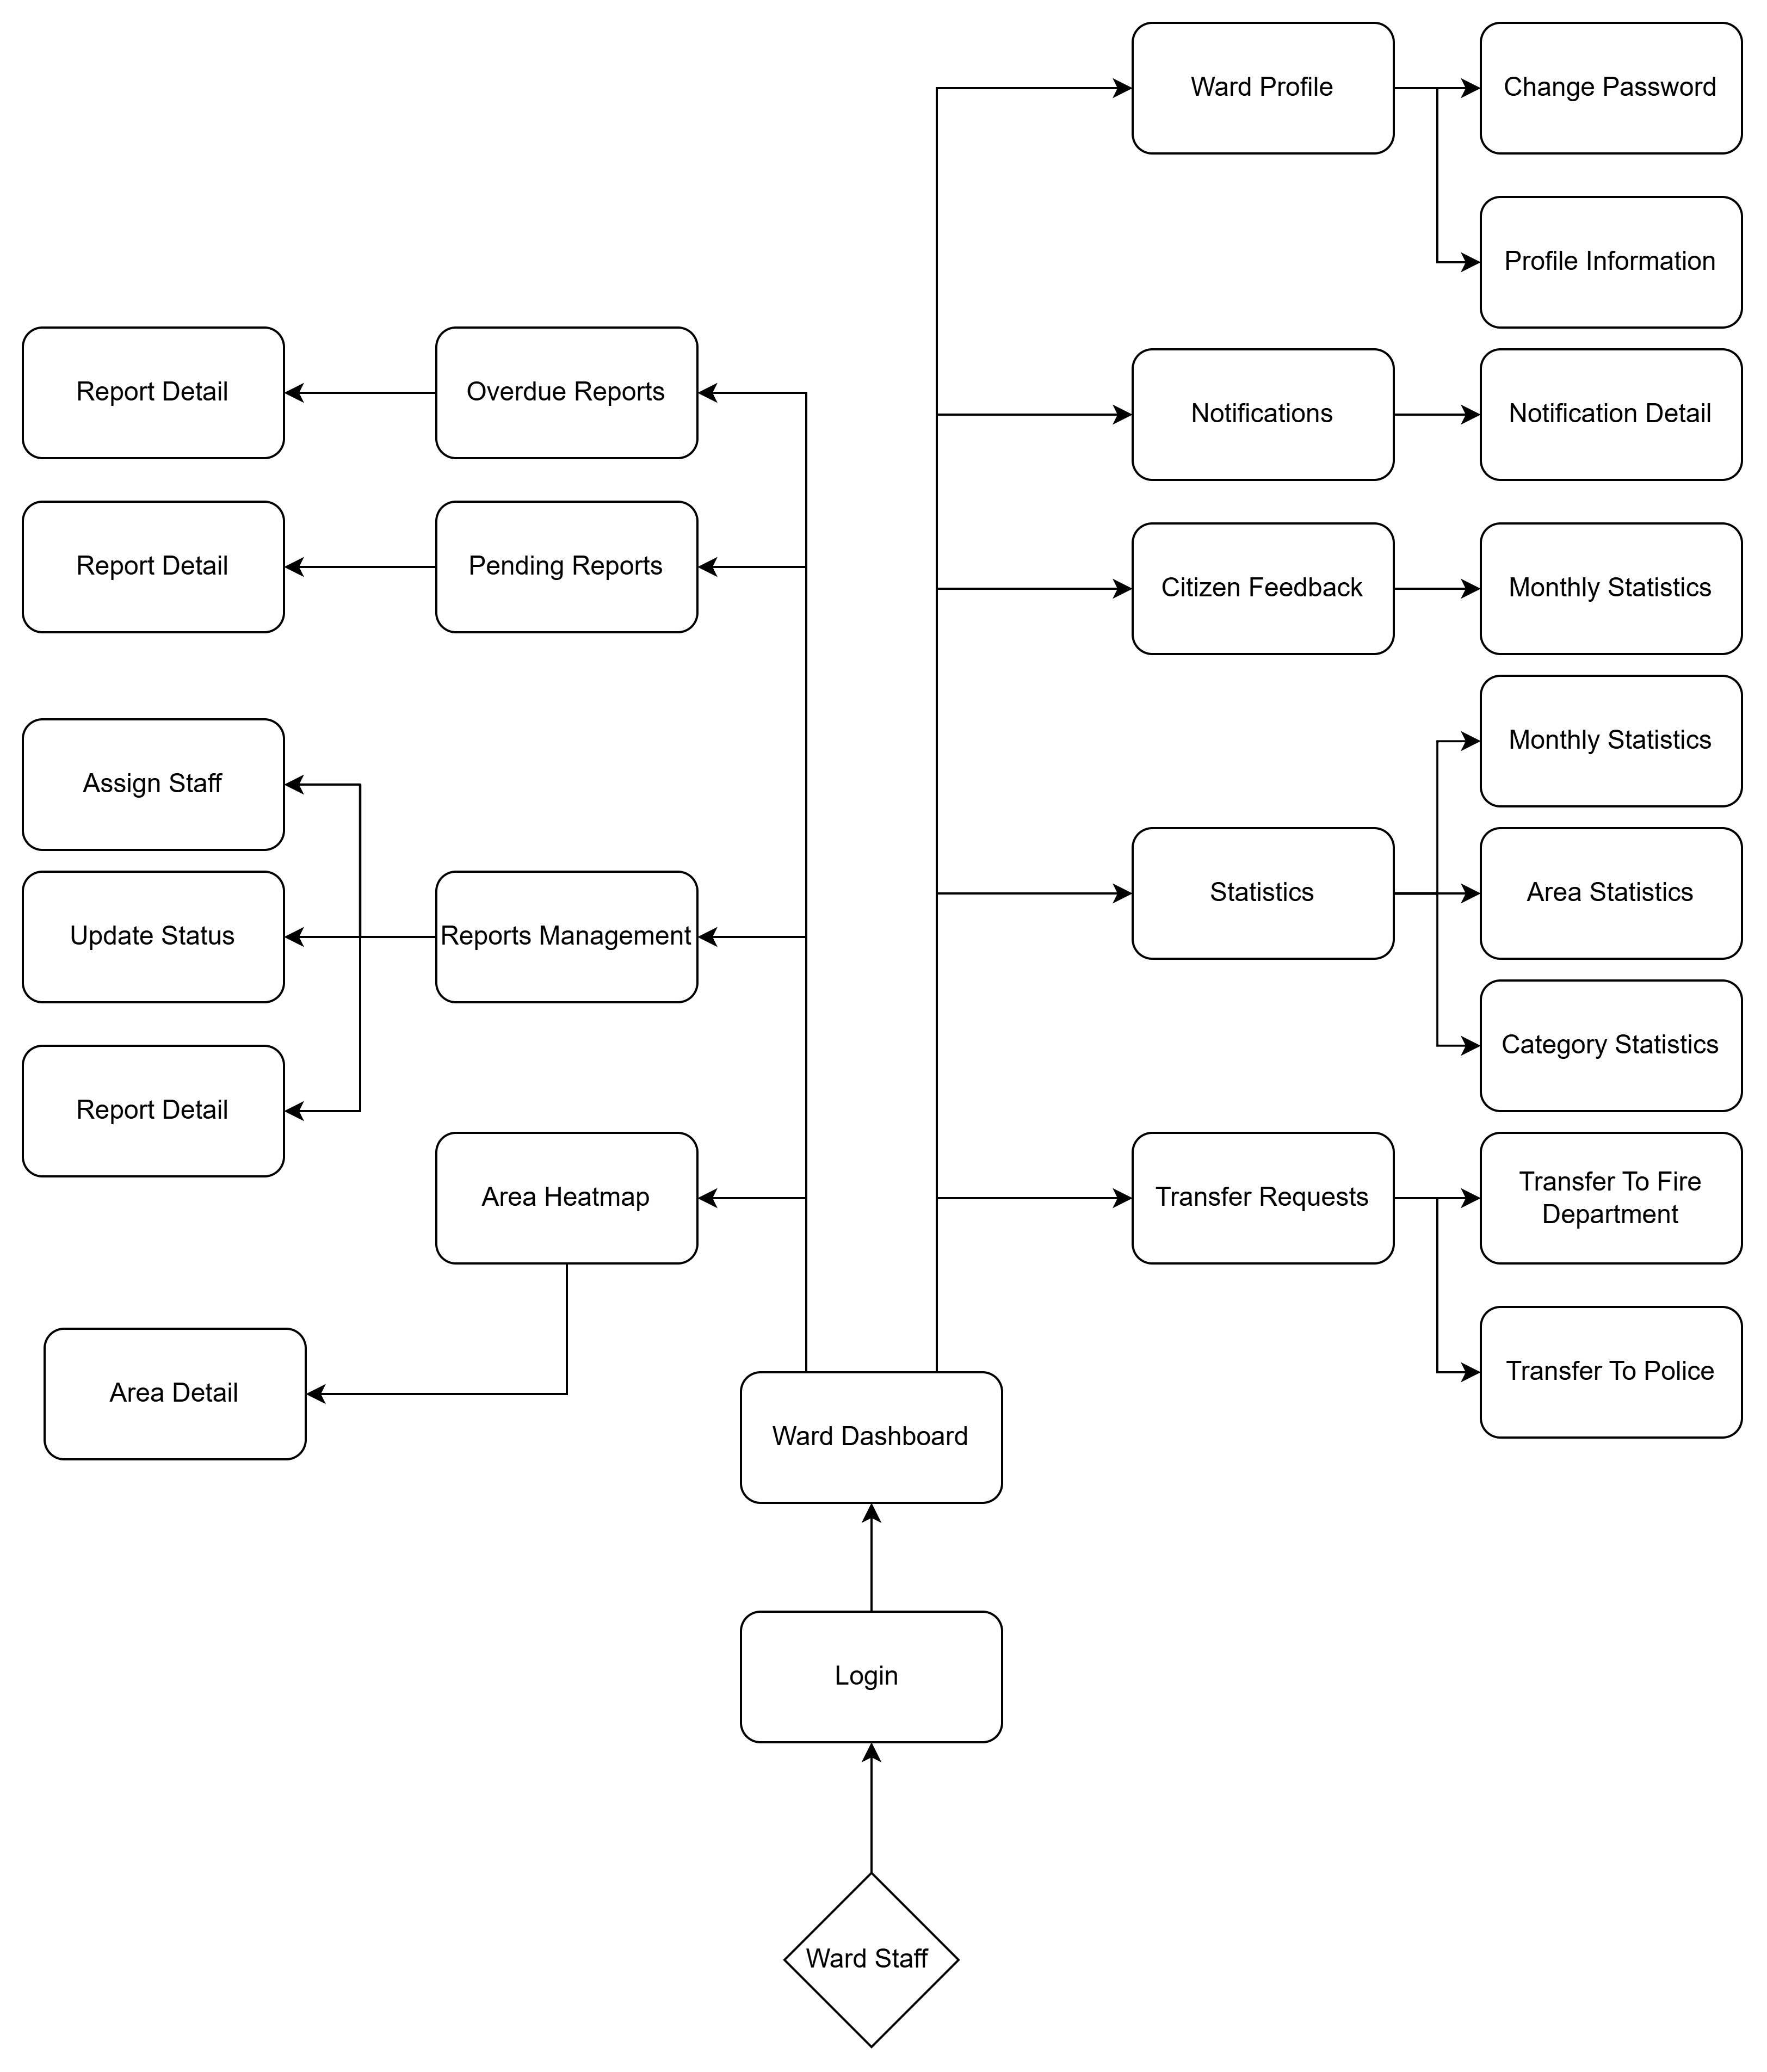 Ward Profile
Change Password
Profile Information
Report Detail
Overdue Reports
Notifications
Notification Detail
Report Detail
Pending Reports
Citizen Feedback
Monthly Statistics
Monthly Statistics
Assign Staff
Statistics
Area Statistics
Update Status
Reports Management
Category Statistics
Report Detail
Area Heatmap
Transfer Requests
Transfer To Fire
Department
Area Detail
Transfer To Police
Ward Dashboard
Login
Ward Staff